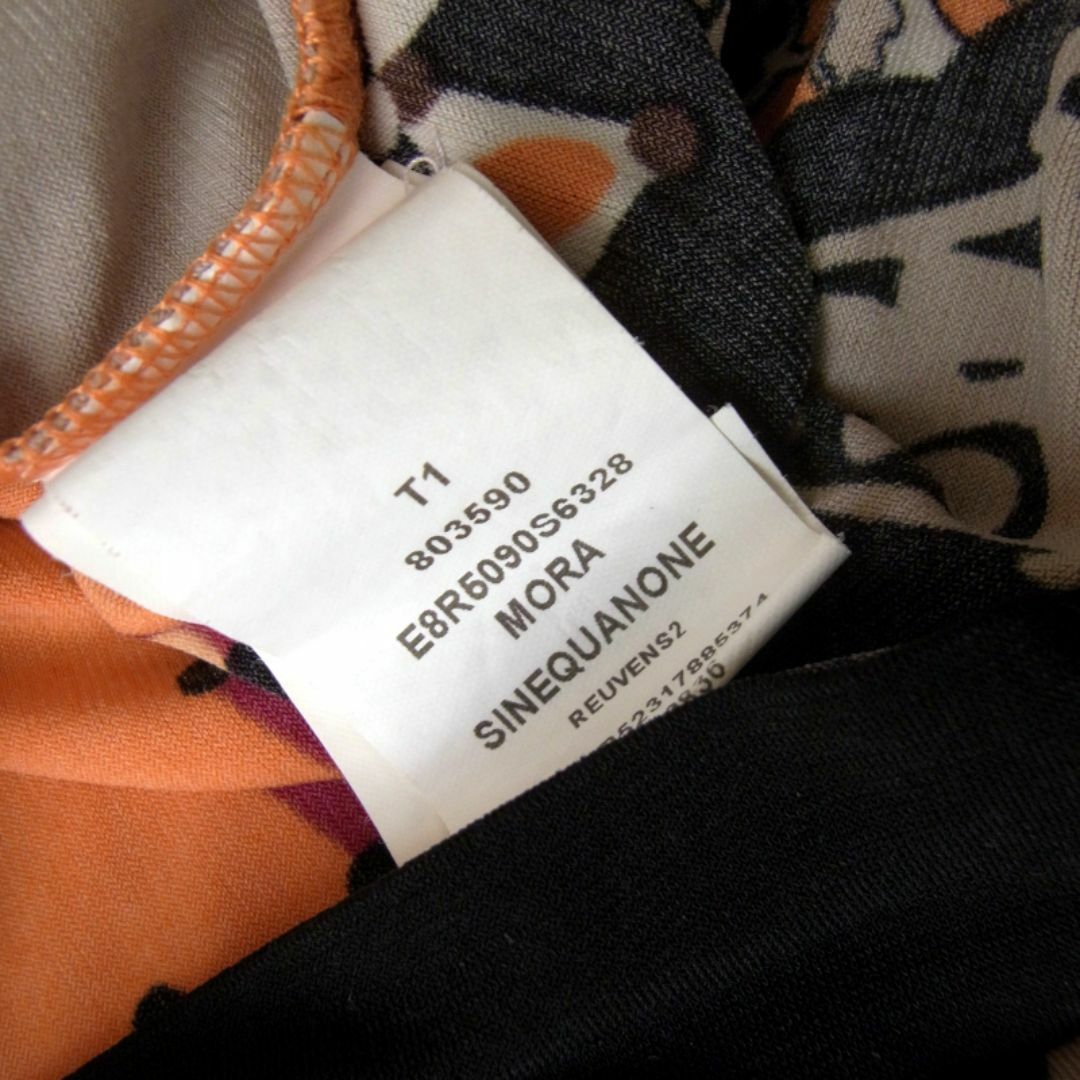 T1
803590
E8R5090S6328
MORA
SINEQUANONE
REUVENS2